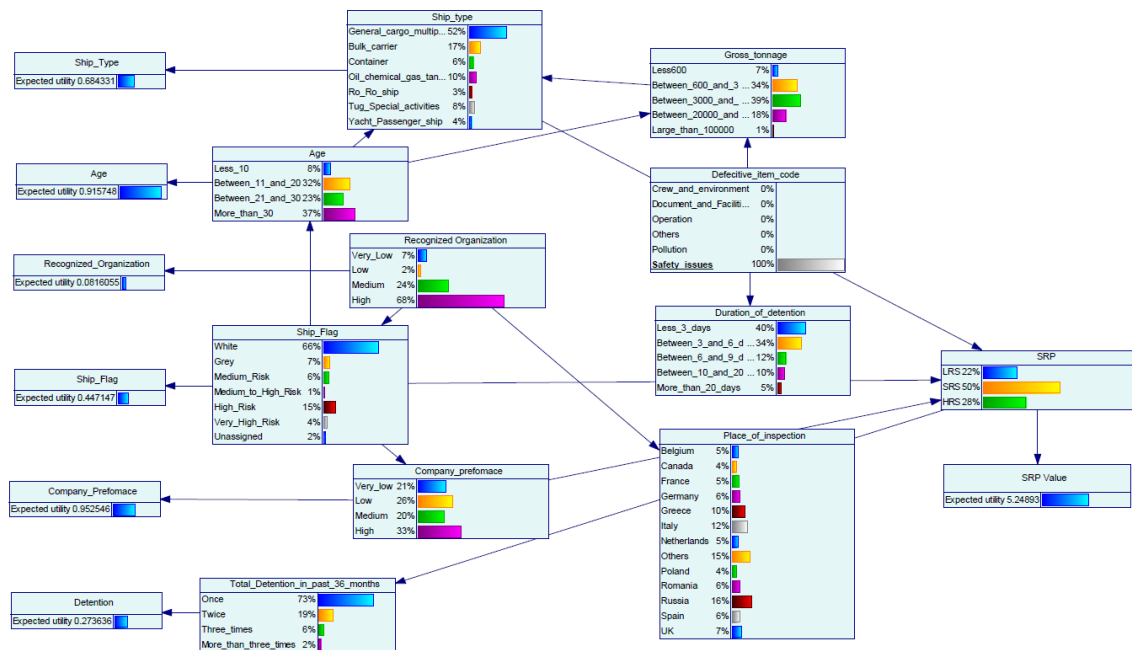 Ship_type
General_cargo_multip... 52%
Bulk_carrier 17%
Container 6%
Oil_chemical_gas_tan... 10%
Ro_Ro_ship 3%
Tug_Special_activities 8%
Yacht_Passenger_ship 4%
Gross_tonnage
Less600 7%
Between_600_and_3 ... 34%
Between_3000_and_ ... 39%
Between_20000_and ... 18%
Large_than_100000 1%
Ship_Type
Expected utility 0.684331
Age
Less_10 8%
Between_11_and_20 32%
Between_21_and_30 23%
More_than_30 37%
Age
Expected utility 0.915748
Defecitive_item_code
Crew_and_environment 0%
Document_and_Faciliti... 0%
Operation 0%
Others 0%
Pollution 0%
Safety_issues 100%
Recognized Organization
Very_Low 7%
Low 2%
Medium 24%
High 68%
Recognized_Organization
Expected utility 0.0816055
Duration_of_detention
Less_3_days 40%
Between_3_and_6_d ... 34%
Between_6_and_9_d ... 12%
Between_10_and_20 ... 10%
More_than_20_days 5%
Ship_Flag
White 66%
Grey 7%
Medium_Risk 6%
Medium_to_High_Risk 1%
High_Risk 15%
Very_High_Risk 4%
Unassigned 2%
Ship_Flag
Expected utility 0.447147
SRP
LRS 22%
SRS 50%
HRS 28%
Place_of_inspection
Belgium 5%
Canada 4%
France 5%
Germany 6%
Greece 10%
Italy 12%
Netherlands 5%
Others 15%
Poland 4%
Romania 6%
Russia 16%
Spain 6%
UK 7%
Company_prefomace
Very_low 21%
Low 26%
Medium 20%
High 33%
Company_Prefomace
Expected utility 0.952546
SRP Value
Expected utility 5.24893
Total_Detention_in_past_36_months
Once 73%
Twice 19%
Three_times 6%
More_than_three_times 2%
Detention
Expected utility 0.273636